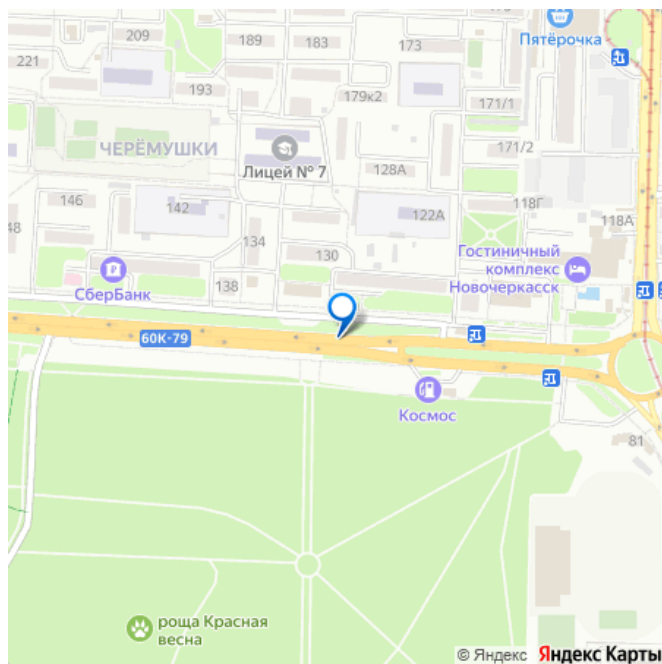 209
189
183
173
Пятёрочка
221
193
179к2
171/1
ЧЕРЁМУШКИ
Лицей № 7
171/2
128А
146
142
122А
118Г
118А
48
134
130
Гостиничный
комплекс
Новочеркасск
138
СберБанк
60К-79
Космос
81
роща Красная
весна
© Яндекс Яндекс Карты